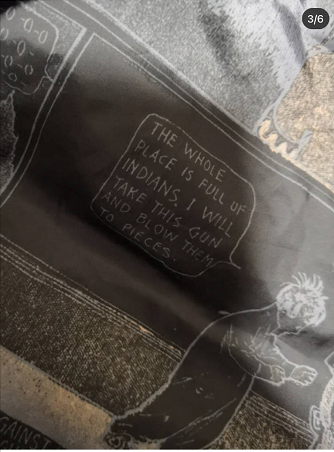 3/6
THE WHOLE
PLACE IS FULL OF
INDIANS, I WILL
TAKE THIS GUN
AND BLOW THEM
TO PIECES.